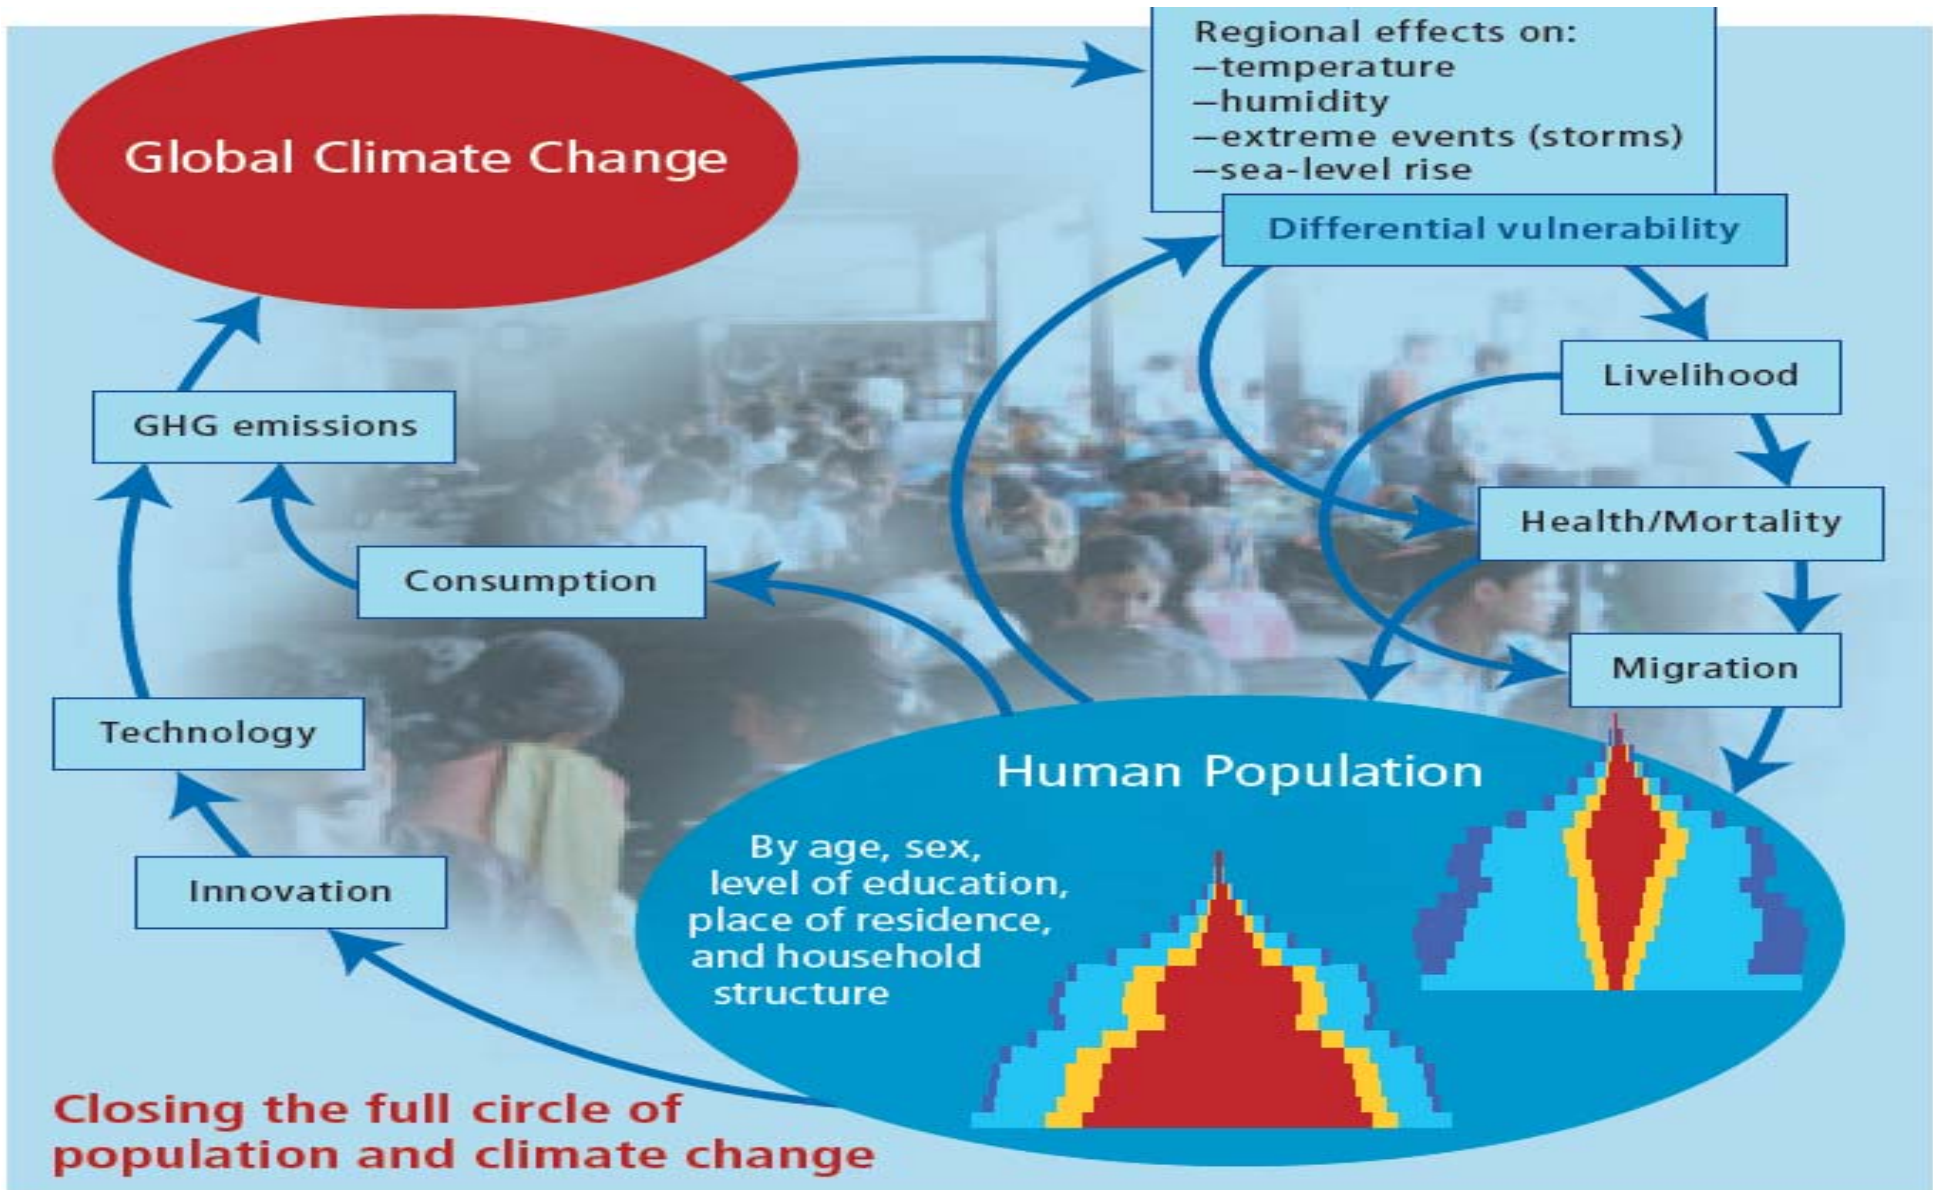 Global Climate Change
Regional effects on:
–temperature
–humidity
–extreme events (storms)
–sea-level rise
Differential vulnerability
Livelihood
GHG emissions
Health/Mortality
Consumption
Migration
Technology
Human Population
By age, sex,
level of education,
place of residence,
and household
structure
Innovation
Closing the full circle of
population and climate change